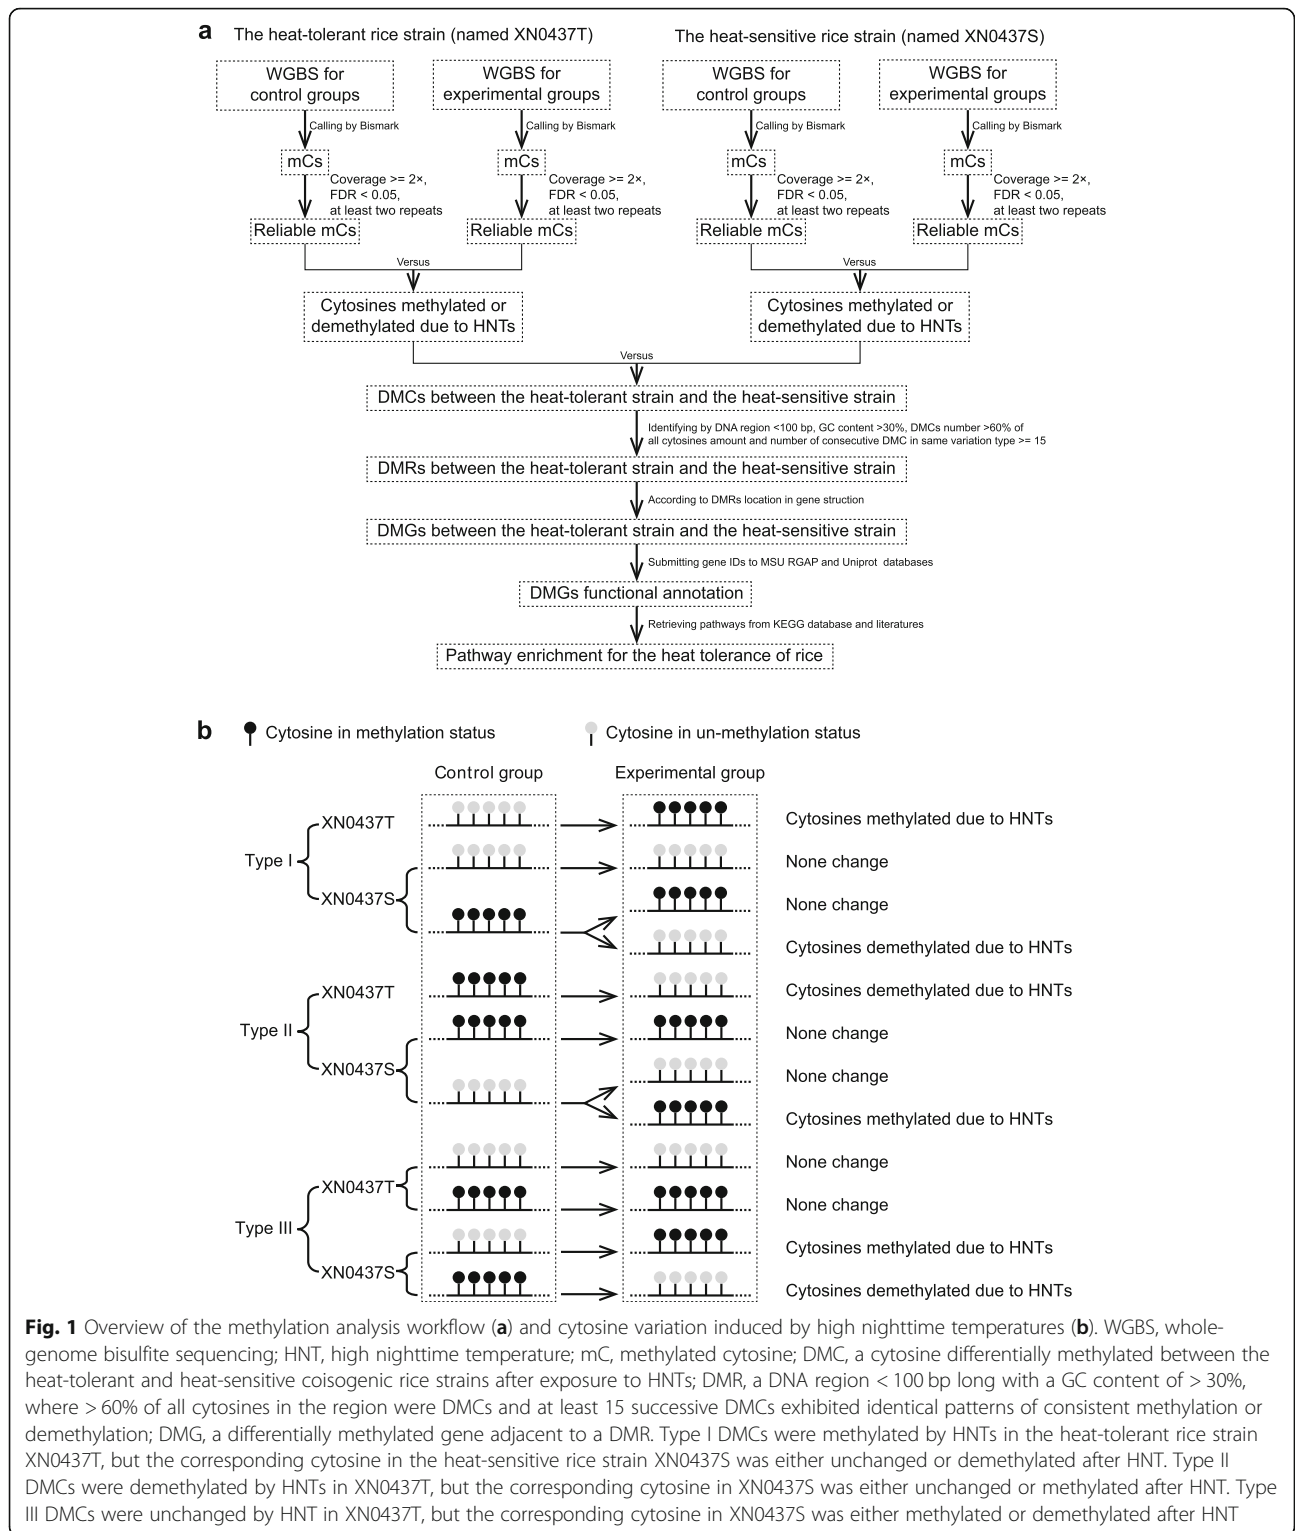 a
The heat-tolerant rice strain (named XN0437T)
The heat-sensitive rice strain (named XN0437S)
WGBS for
control groups
WGBS for
experimental groups
WGBS for
control groups
WGBS for
experimental groups
Calling by Bismark
Calling by Bismark
Calling by Bismark
Calling by Bismark
mCs
mCs
mCs
mCs
Coverage >= 2×,
FDR < 0.05,
at least two repeats
Coverage >= 2×,
FDR < 0.05,
at least two repeats
Coverage >= 2×,
FDR < 0.05,
at least two repeats
Coverage >= 2×,
FDR < 0.05,
at least two repeats
Reliable mCs
Reliable mCs
Reliable mCs
Reliable mCs
Versus
Versus
Cytosines methylated or
demethylated due to HNTs
Cytosines methylated or
demethylated due to HNTs
Versus
DMCs between the heat-tolerant strain and the heat-sensitive strain
Identifying by DNA region <100 bp, GC content >30%, DMCs number >60% of
all cytosines amount and number of consecutive DMC in same variation type >= 15
DMRs between the heat-tolerant strain and the heat-sensitive strain
According to DMRs location in gene struction
DMGs between the heat-tolerant strain and the heat-sensitive strain
Submitting gene IDs to MSU RGAP and Uniprot databases
DMGs functional annotation
Retrieving pathways from KEGG database and literatures
Pathway enrichment for the heat tolerance of rice
b
Cytosine in methylation status
Cytosine in un-methylation status
Control group
Experimental group
Type I
XN0437T
Cytosines methylated due to HNTs
XN0437S
None change
None change
Cytosines demethylated due to HNTs
Type II
XN0437T
Cytosines demethylated due to HNTs
XN0437S
None change
None change
Cytosines methylated due to HNTs
Type III
XN0437T
None change
None change
XN0437S
Cytosines methylated due to HNTs
Cytosines demethylated due to HNTs
Fig. 1 Overview of the methylation analysis workflow (a) and cytosine variation induced by high nighttime temperatures (b). WGBS, whole-
genome bisulfite sequencing; HNT, high nighttime temperature; mC, methylated cytosine; DMC, a cytosine differentially methylated between the
heat-tolerant and heat-sensitive coisogenic rice strains after exposure to HNTs; DMR, a DNA region < 100 bp long with a GC content of > 30%,
where > 60% of all cytosines in the region were DMCs and at least 15 successive DMCs exhibited identical patterns of consistent methylation or
demethylation; DMG, a differentially methylated gene adjacent to a DMR. Type I DMCs were methylated by HNTs in the heat-tolerant rice strain
XN0437T, but the corresponding cytosine in the heat-sensitive rice strain XN0437S was either unchanged or demethylated after HNT. Type II
DMCs were demethylated by HNTs in XN0437T, but the corresponding cytosine in XN0437S was either unchanged or methylated after HNT. Type
III DMCs were unchanged by HNT in XN0437T, but the corresponding cytosine in XN0437S was either methylated or demethylated after HNT